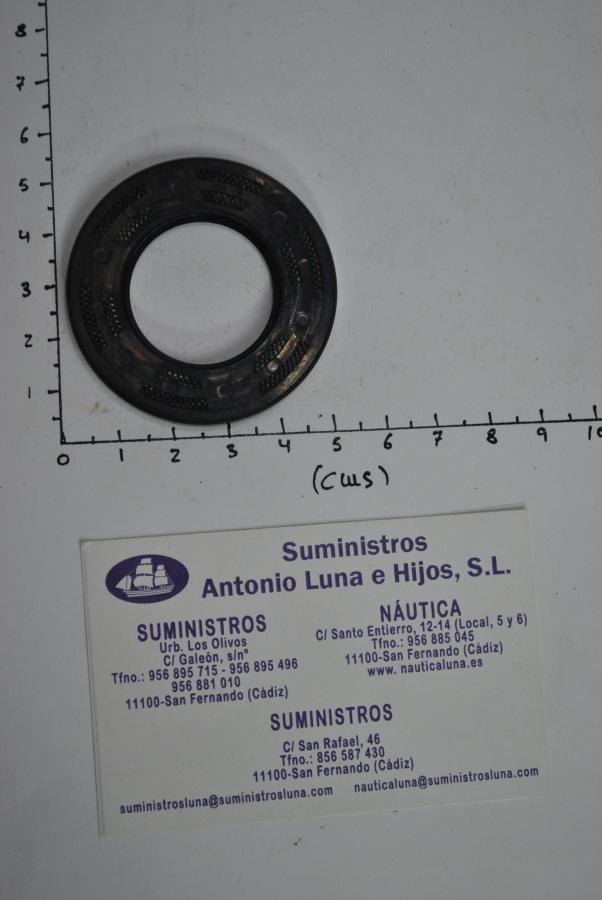 8
7
6
5
4
3
2
1
0 1 2 3 4 5 6 7 8 9 10
(cms)
Suministros
Antonio Luna e Hijos, S.L.
SUMINISTROS
Urb. Los Olivos
C/ Galeón, s/nº
Tfno.: 956 895 715 - 956 895 496
956 881 010
11100-San Fernando (Cádiz)
NÁUTICA
C/ Santo Entierro, 12-14 (Local, 5 y 6)
Tfno.: 956 885 045
11100-San Fernando (Cádiz)
www. nauticaluna.es
SUMINISTROS
C/ San Rafael, 46
Tfno.: 856 587 430
11100-San Fernando (Cádiz)
suministrosluna@suministrosluna.com nauticaluna@suministrosluna.com